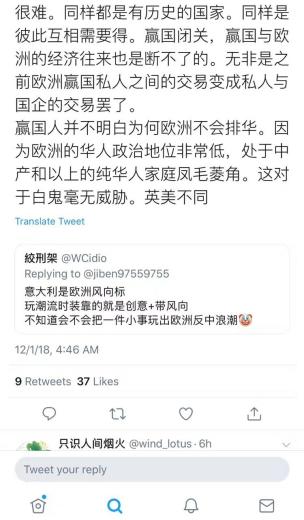 很难。同样都是有历史的国家。同样是
彼此互相需要得。赢国闭关，赢国与欧
洲的经济往来也是断不了的。无非是之
前欧洲赢国私人之间的交易变成私人与
国企的交易罢了。
赢国人并不明白为何欧洲不会排华。因
为欧洲的华人政治地位非常低，处于中
产和以上的纯华人家庭凤毛菱角。这对
于白鬼毫无威胁。英美不同
Translate Tweet
絞刑架 @WCidio
Replying to @jiben97559755
意大利是欧洲风向标
玩潮流时装靠的就是创意+带风向
不知道会不会把一件小事玩出欧洲反中浪潮🤡
12/1/18, 4:46 AM
9 Retweets 37 Likes
只识人间烟火 @wind_lotus · 6h
Tweet your reply